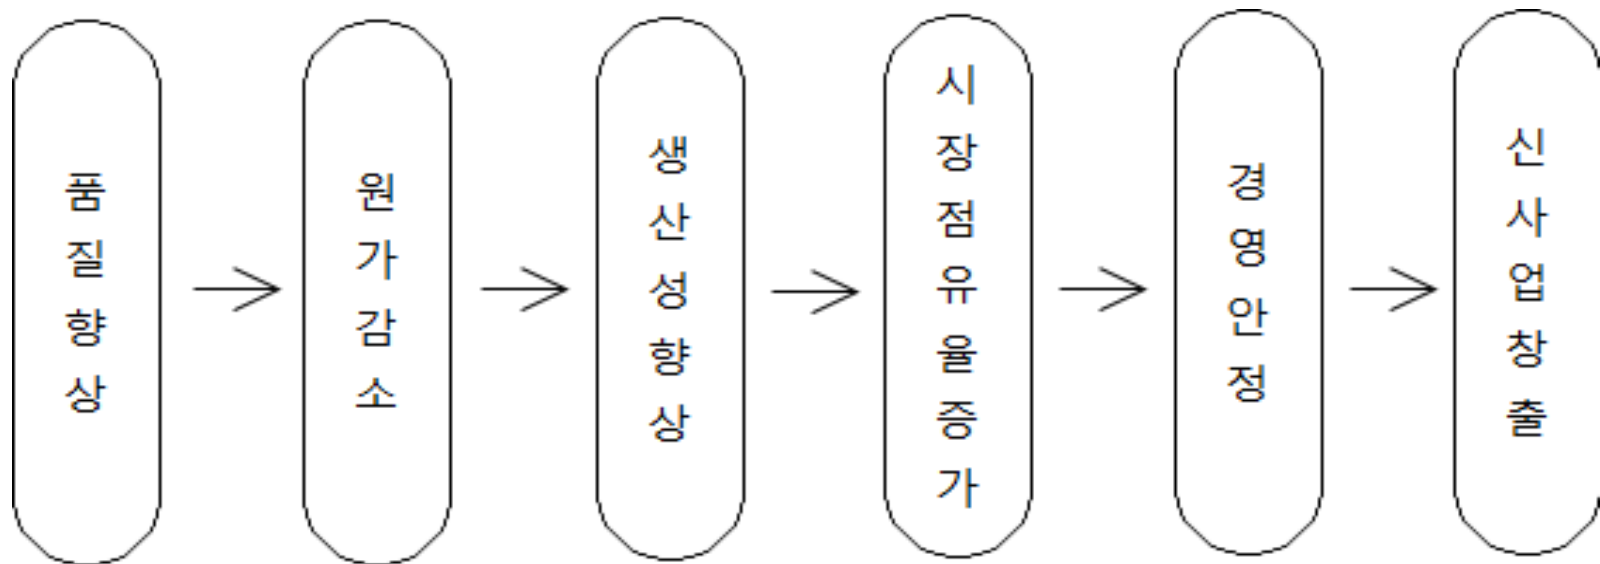 품질향상
원가감소
생산성향상
시장점유율증가
경영안정
신사업창출